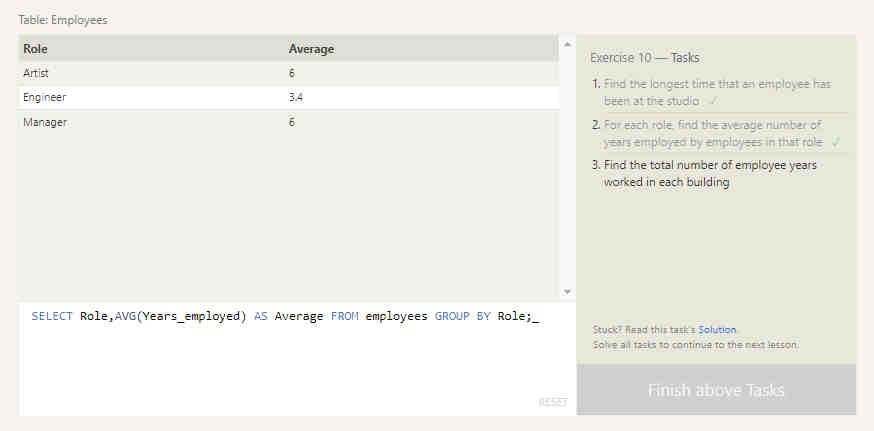 Table: Employees
Role Average
Artist 6
Engineer 3.4
Manager 6
SELECT Role,AVG(Years_employed) AS Average FROM employees GROUP BY Role;_
RESET
Exercise 10 — Tasks
1. Find the longest time that an employee has
been at the studio ✓
2. For each role, find the average number of
years employed by employees in that role ✓
3. Find the total number of employee years
worked in each building
Stuck? Read this task's Solution.
Solve all tasks to continue to the next lesson.
Finish above Tasks